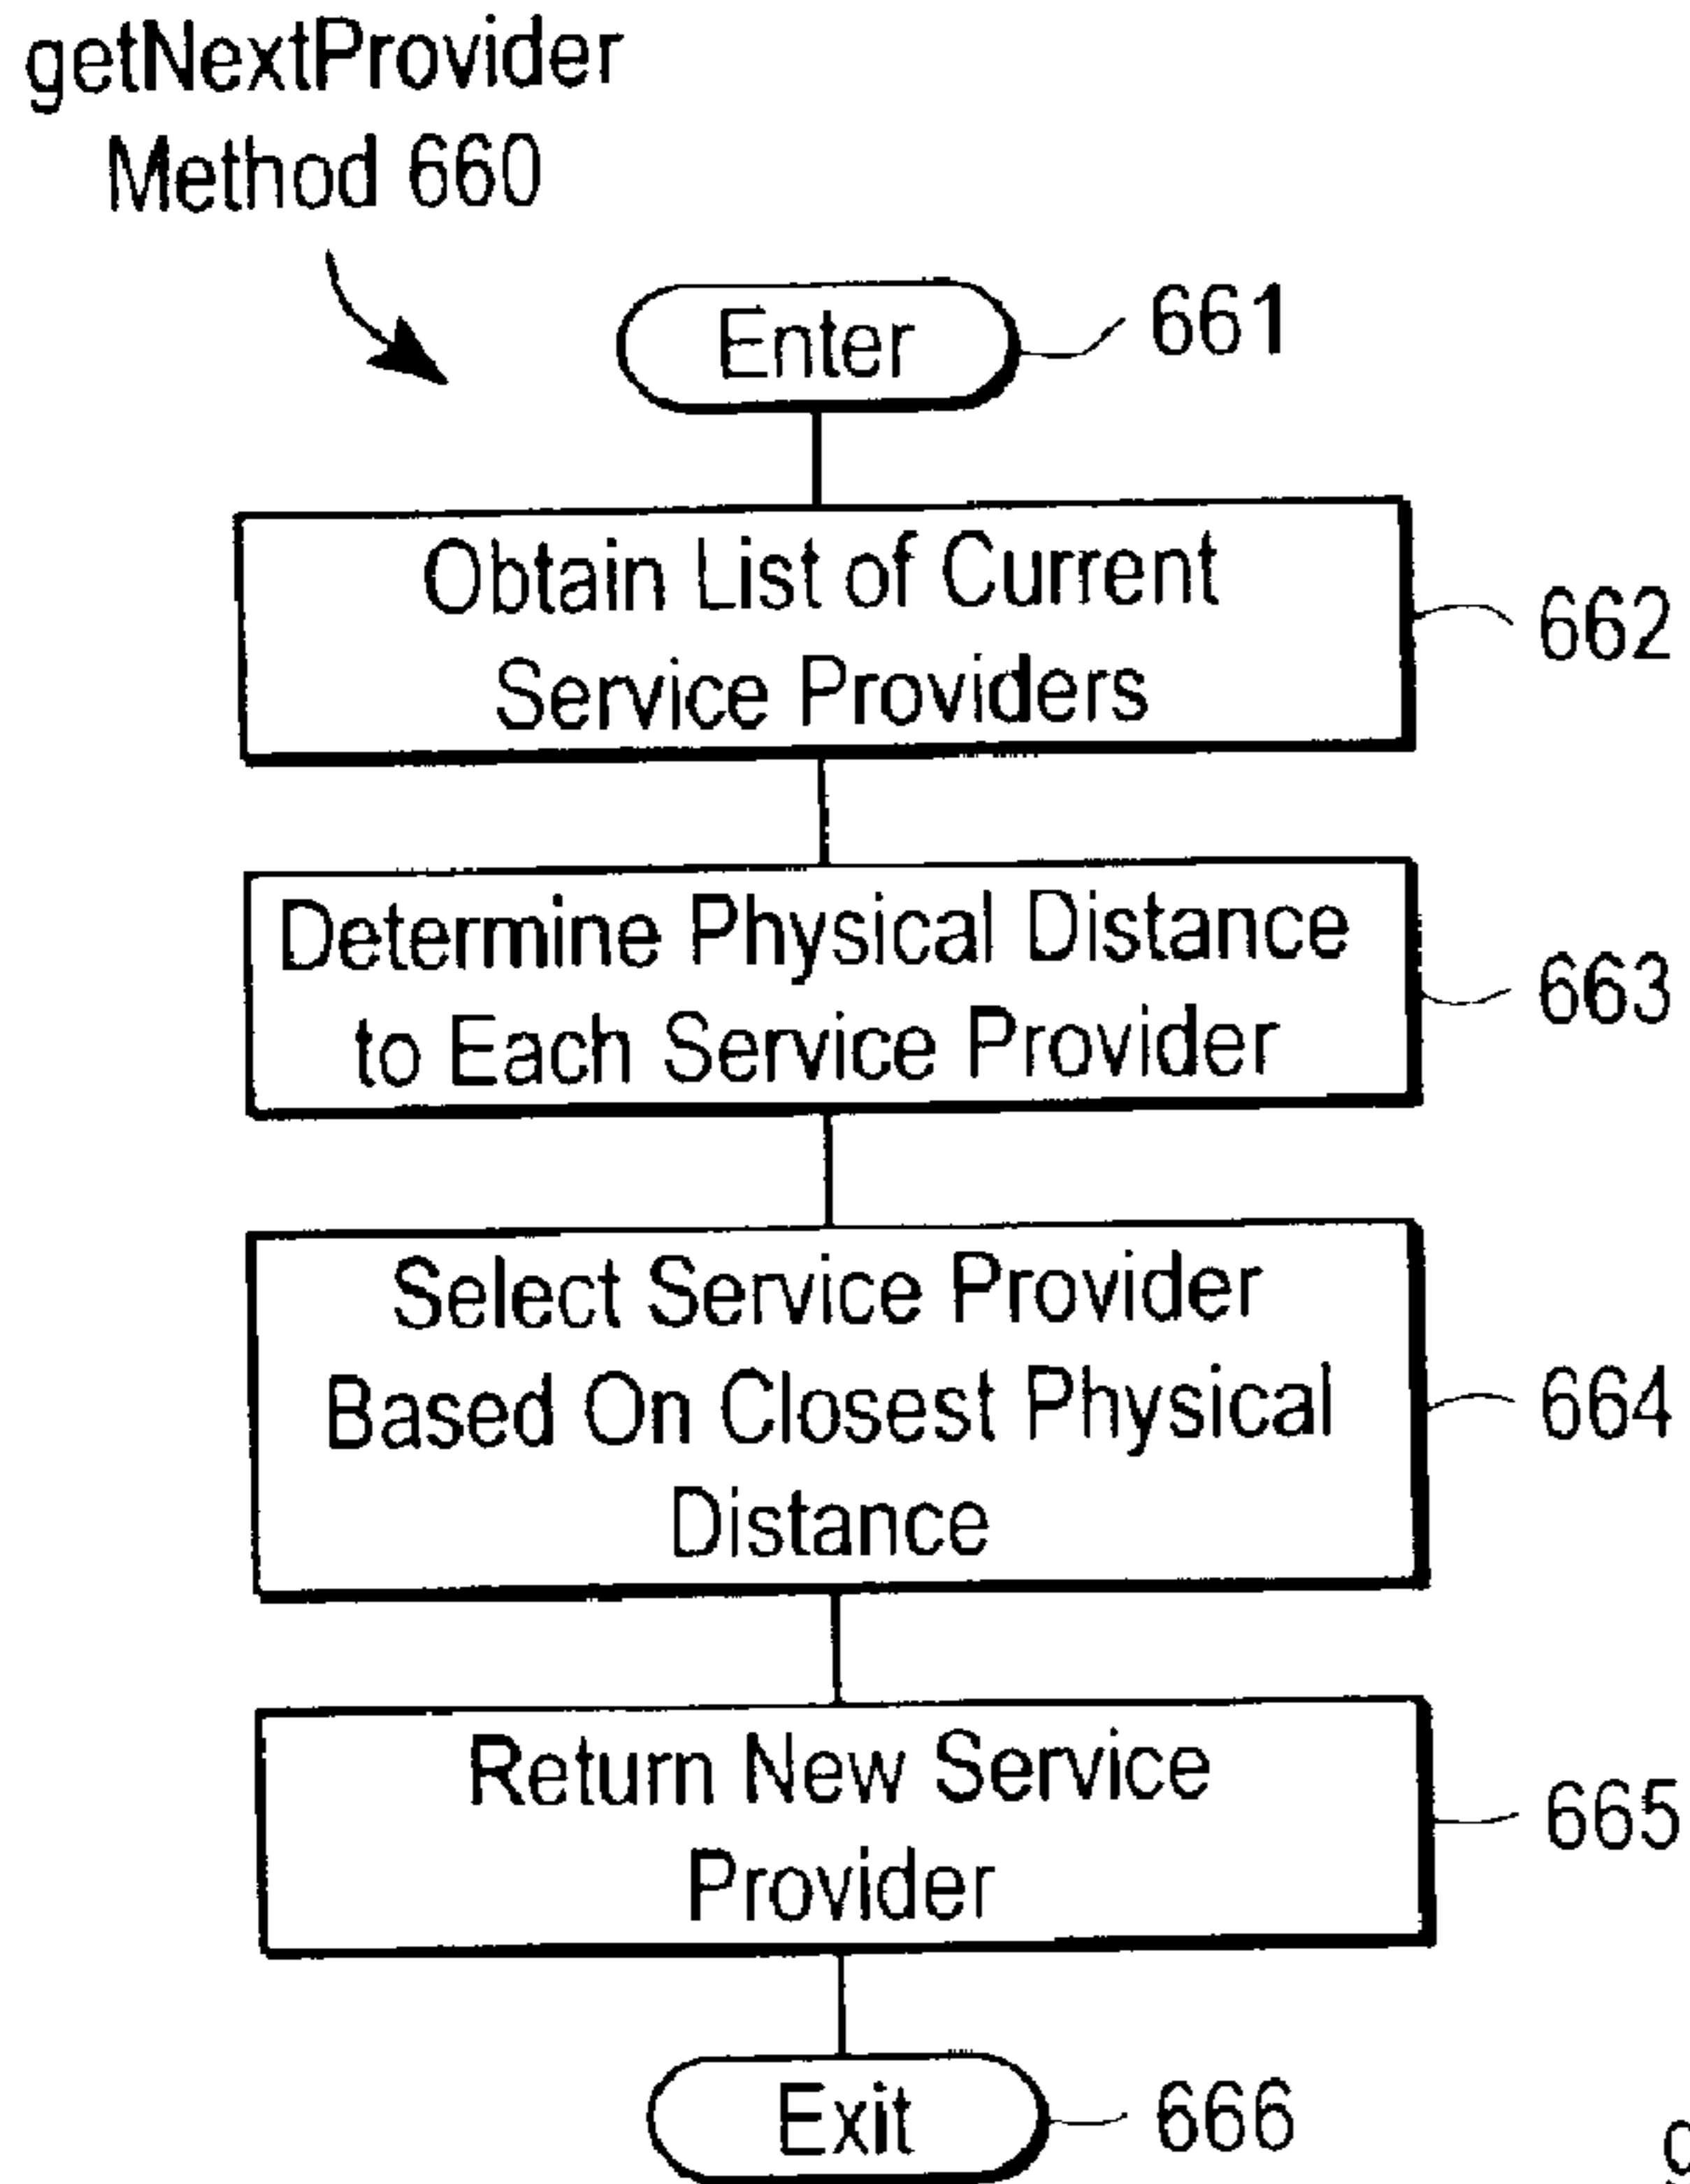 getNextProvider
Method 660
Enter
661
Obtain List of Current
Service Providers
662
Determine Physical Distance
to Each Service Provider
663
Select Service Provider
Based On Closest Physical
Distance
664
Return New Service
Provider
665
Exit
666